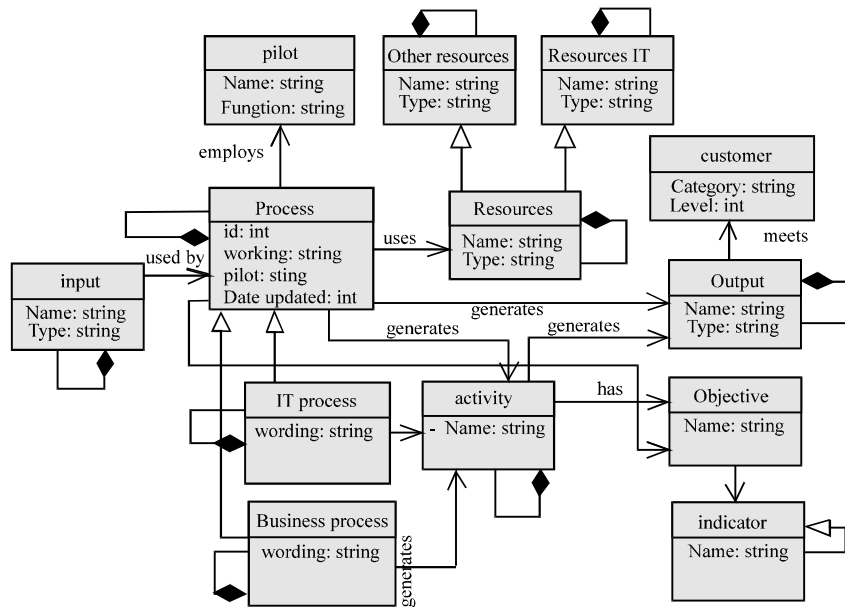 pilot
Name: string
Fungtion: string
Other resources
Name: string
Type: string
Resources IT
Name: string
Type: string
employs
customer
Category: string
Level: int
Process
id: int
working: string
pilot: sting
Date updated: int
uses
Resources
Name: string
Type: string
meets
used by
input
Name: string
Type: string
Output
Name: string
Type: string
generates
generates
generates
IT process
wording: string
activity
- Name: string
has
Objective
Name: string
Business process
wording: string
generates
indicator
Name: string